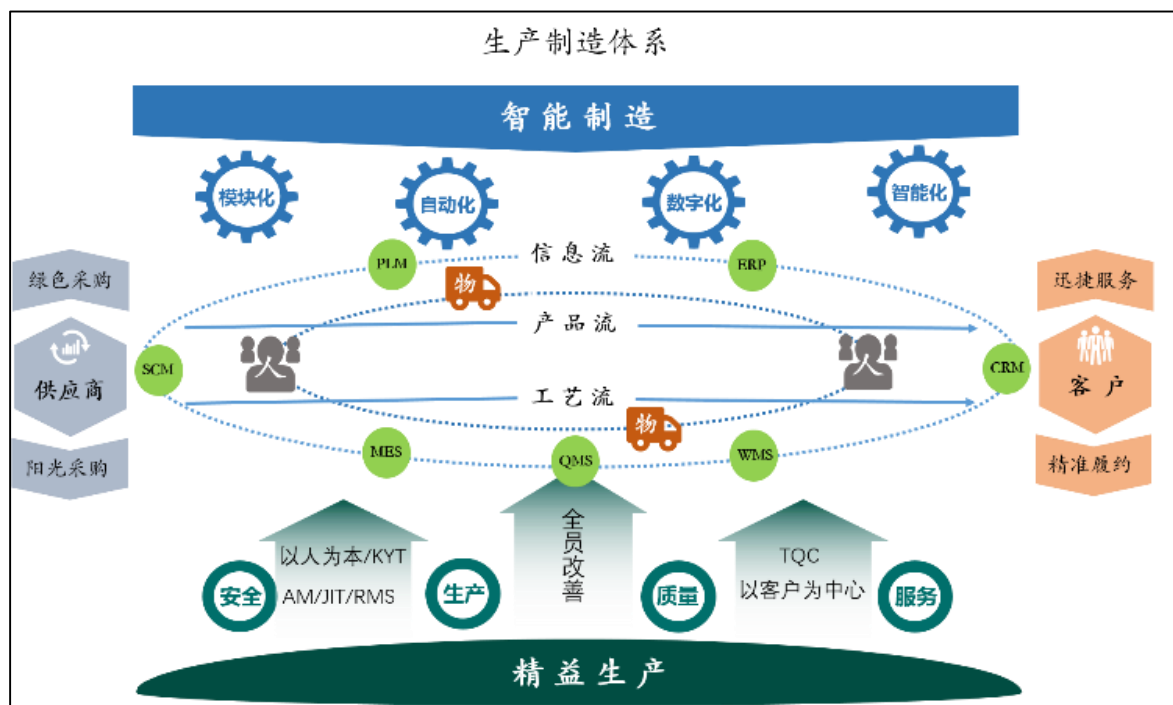 生产制造体系
智能制造
模块化
自动化
数字化
智能化
PLM
信息流
ERP
物
绿色采购
迅捷服务
产品流
人
人
SCM
CRM
供应商
客户
工艺流
物
MES
QMS
WMS
阳光采购
精准履约
全员改善
以人为本/KYT
TQC
安全
AM/JIT/RMS
生产
质量
以客户为中心
服务
精益生产